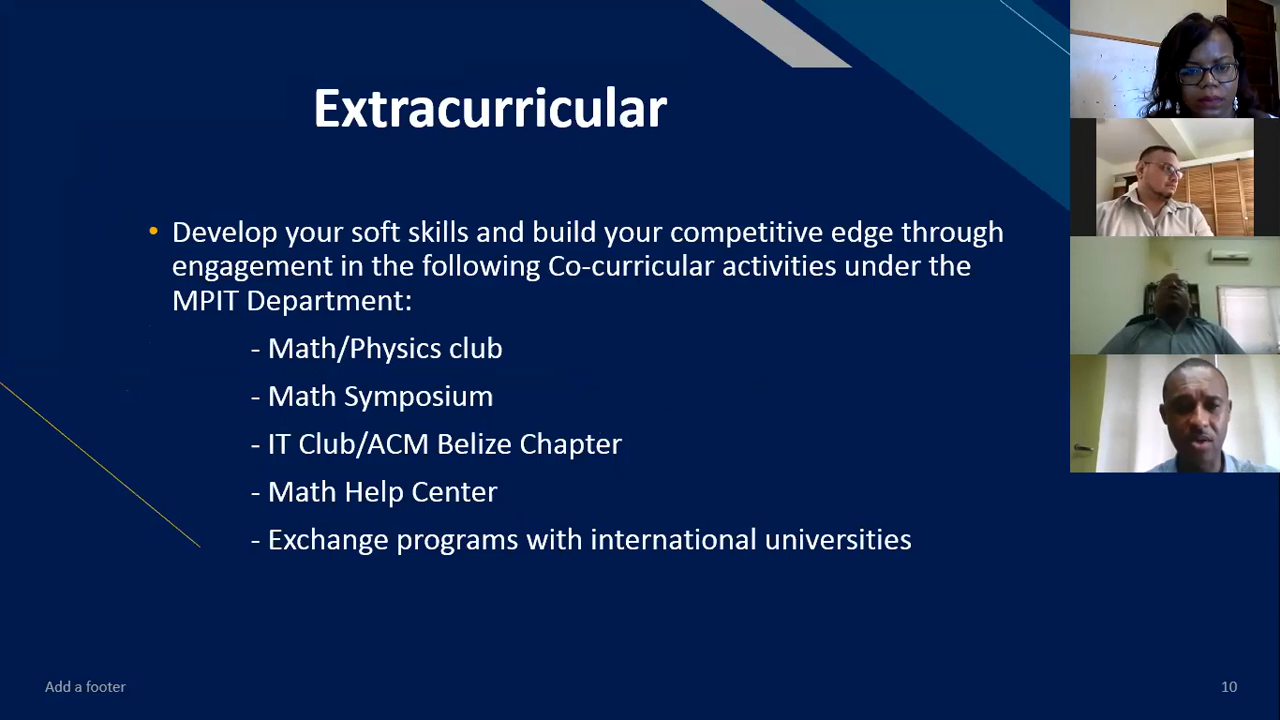 Extracurricular
• Develop your soft skills and build your competitive edge through
engagement in the following Co-curricular activities under the
MPIT Department:
- Math/Physics club
- Math Symposium
- IT Club/ACM Belize Chapter
- Math Help Center
- Exchange programs with international universities
Add a footer
10